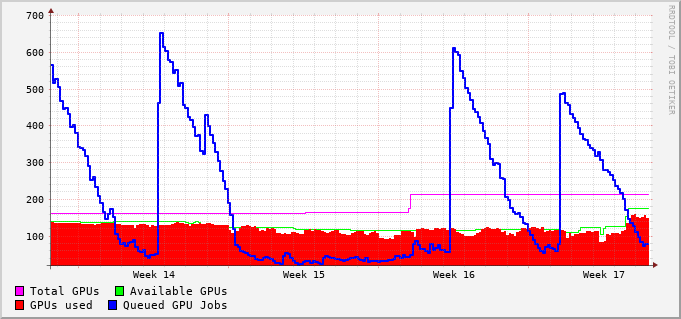 700
600
500
400
300
200
100
Week 14 Week 15 Week 16 Week 17
Total GPUs Available GPUs
GPUs used Queued GPU Jobs
RRDTOOL / TOBI OETIKER